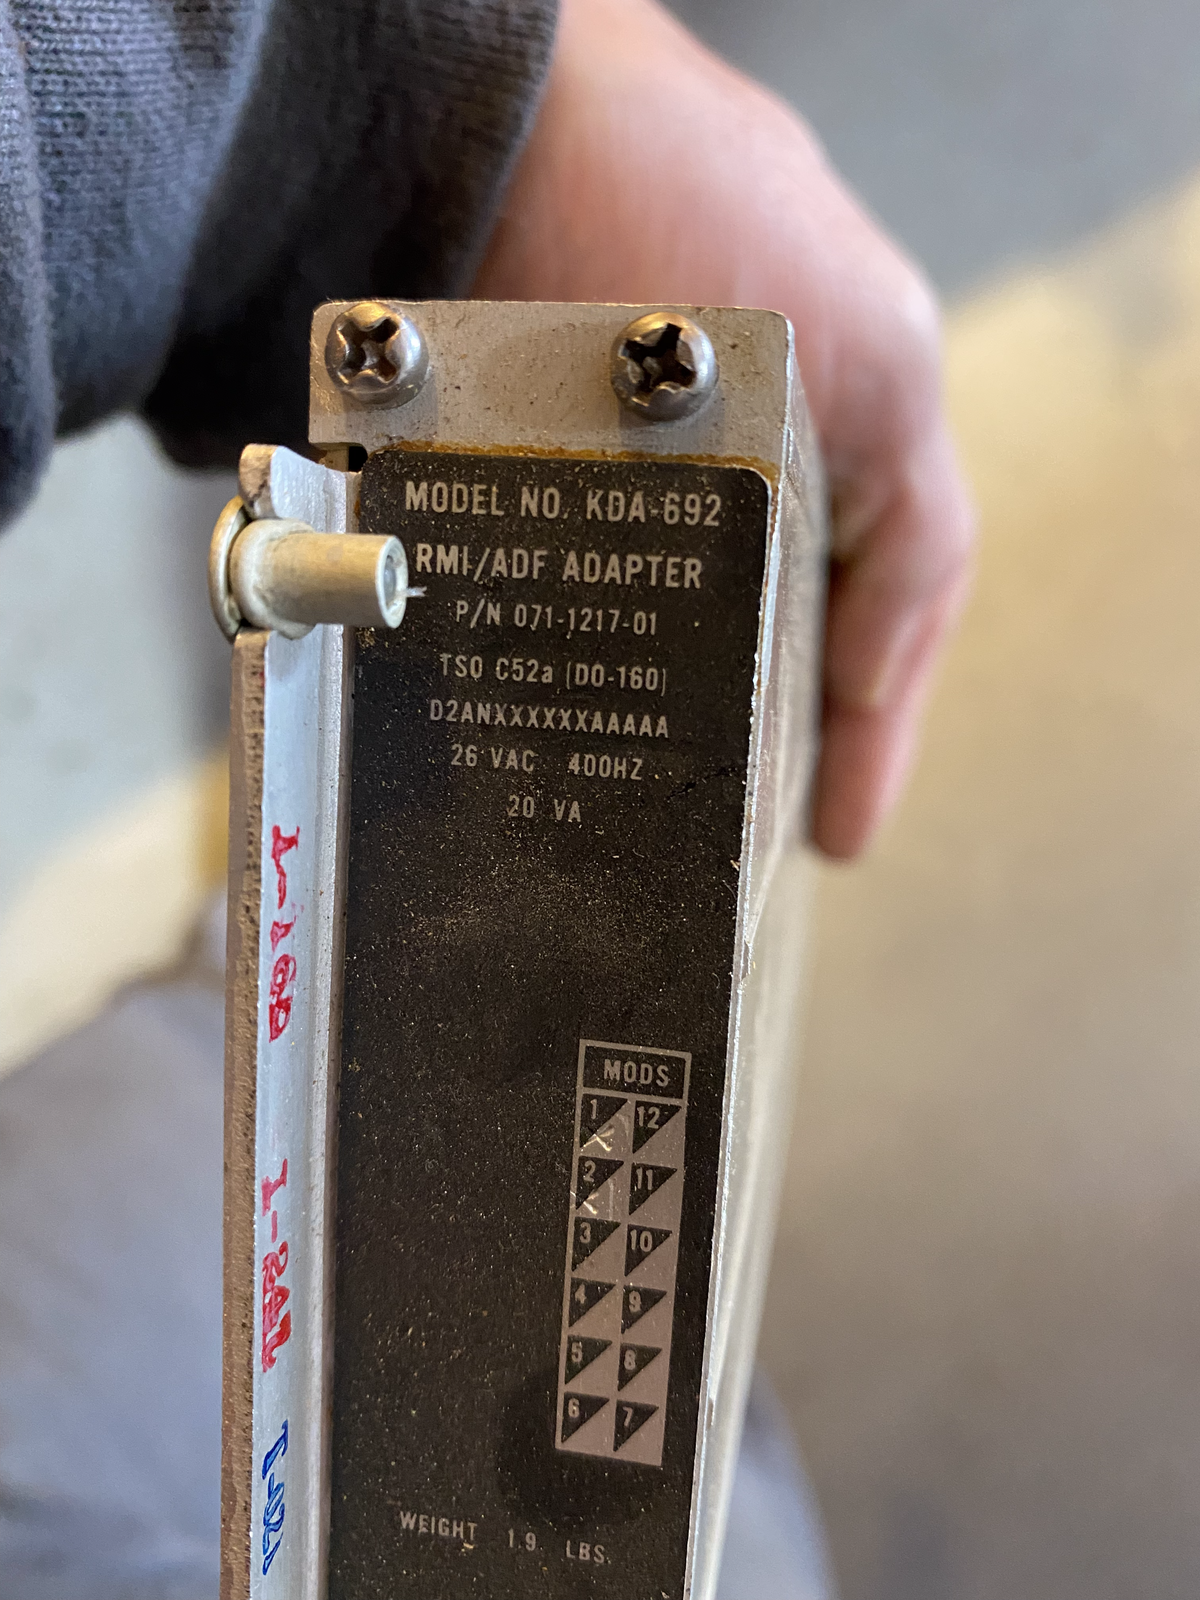 MODEL NO. KDA-692
RMI/ADF ADAPTER
P/N 071-1217-01
TSO C52a (DO-160)
D2ANXXXXXXAAAAA
26 VAC 400HZ
20 VA
MODS
1 12
2 11
3 10
4 9
5 8
6 7
WEIGHT 1.9 LBS.